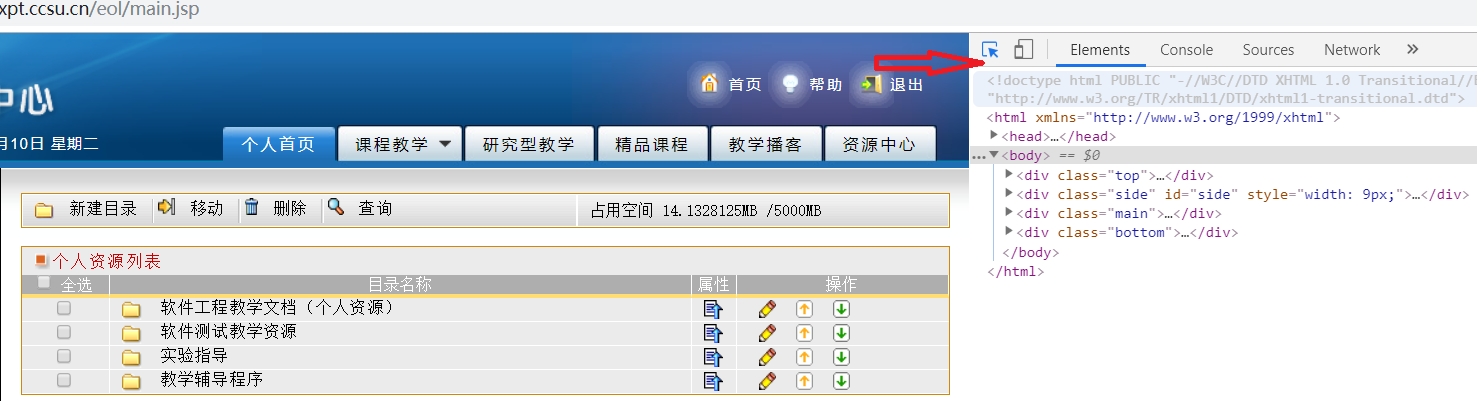 xpt.ccsu.cn/eol/main.jsp
中心
首页 帮助 退出
月10日 星期二
个人首页 课程教学 研究型教学 精品课程 教学播客 资源中心
新建目录 移动 删除 查询 占用空间 14.1328125MB /5000MB
个人资源列表
全选 目录名称 属性 操作
软件工程教学文档（个人资源）
软件测试教学资源
实验指导
教学辅导程序
Elements Console Sources Network »
<!doctype html PUBLIC "-//W3C//DTD XHTML 1.0 Transitional//
"http://www.w3.org/TR/xhtml1/DTD/xhtml1-transitional.dtd">
<html xmlns="http://www.w3.org/1999/xhtml">
<head>…</head>
…<body> == $0
<div class="top">…</div>
<div class="side" id="side" style="width: 9px;">…</div>
<div class="main">…</div>
<div class="bottom">…</div>
</body>
</html>